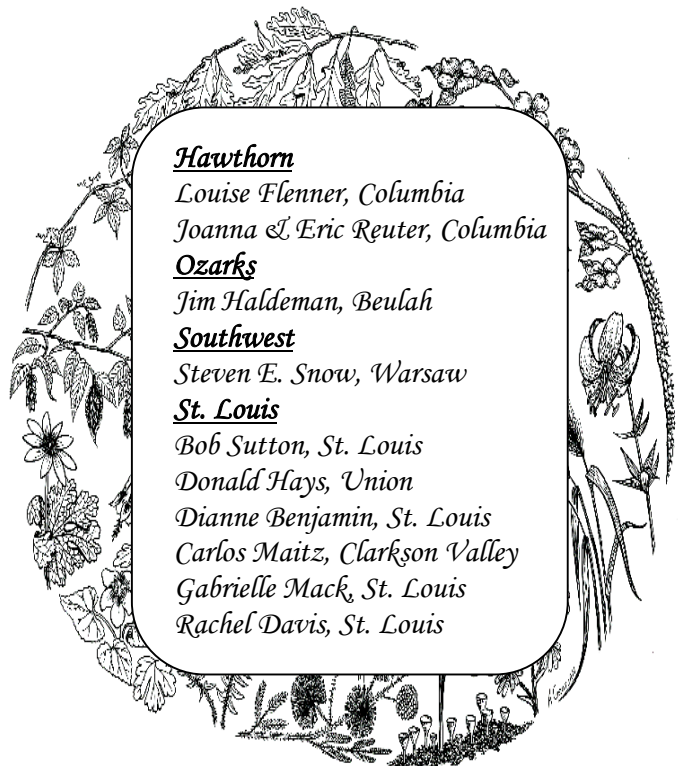 Hawthorn
Louise Flenner, Columbia
Joanna & Eric Reuter, Columbia
Ozarks
Jim Haldeman, Beulah
Southwest
Steven E. Snow, Warsaw
St. Louis
Bob Sutton, St. Louis
Donald Hays, Union
Dianne Benjamin, St. Louis
Carlos Maitz, Clarkson Valley
Gabrielle Mack, St. Louis
Rachel Davis, St. Louis